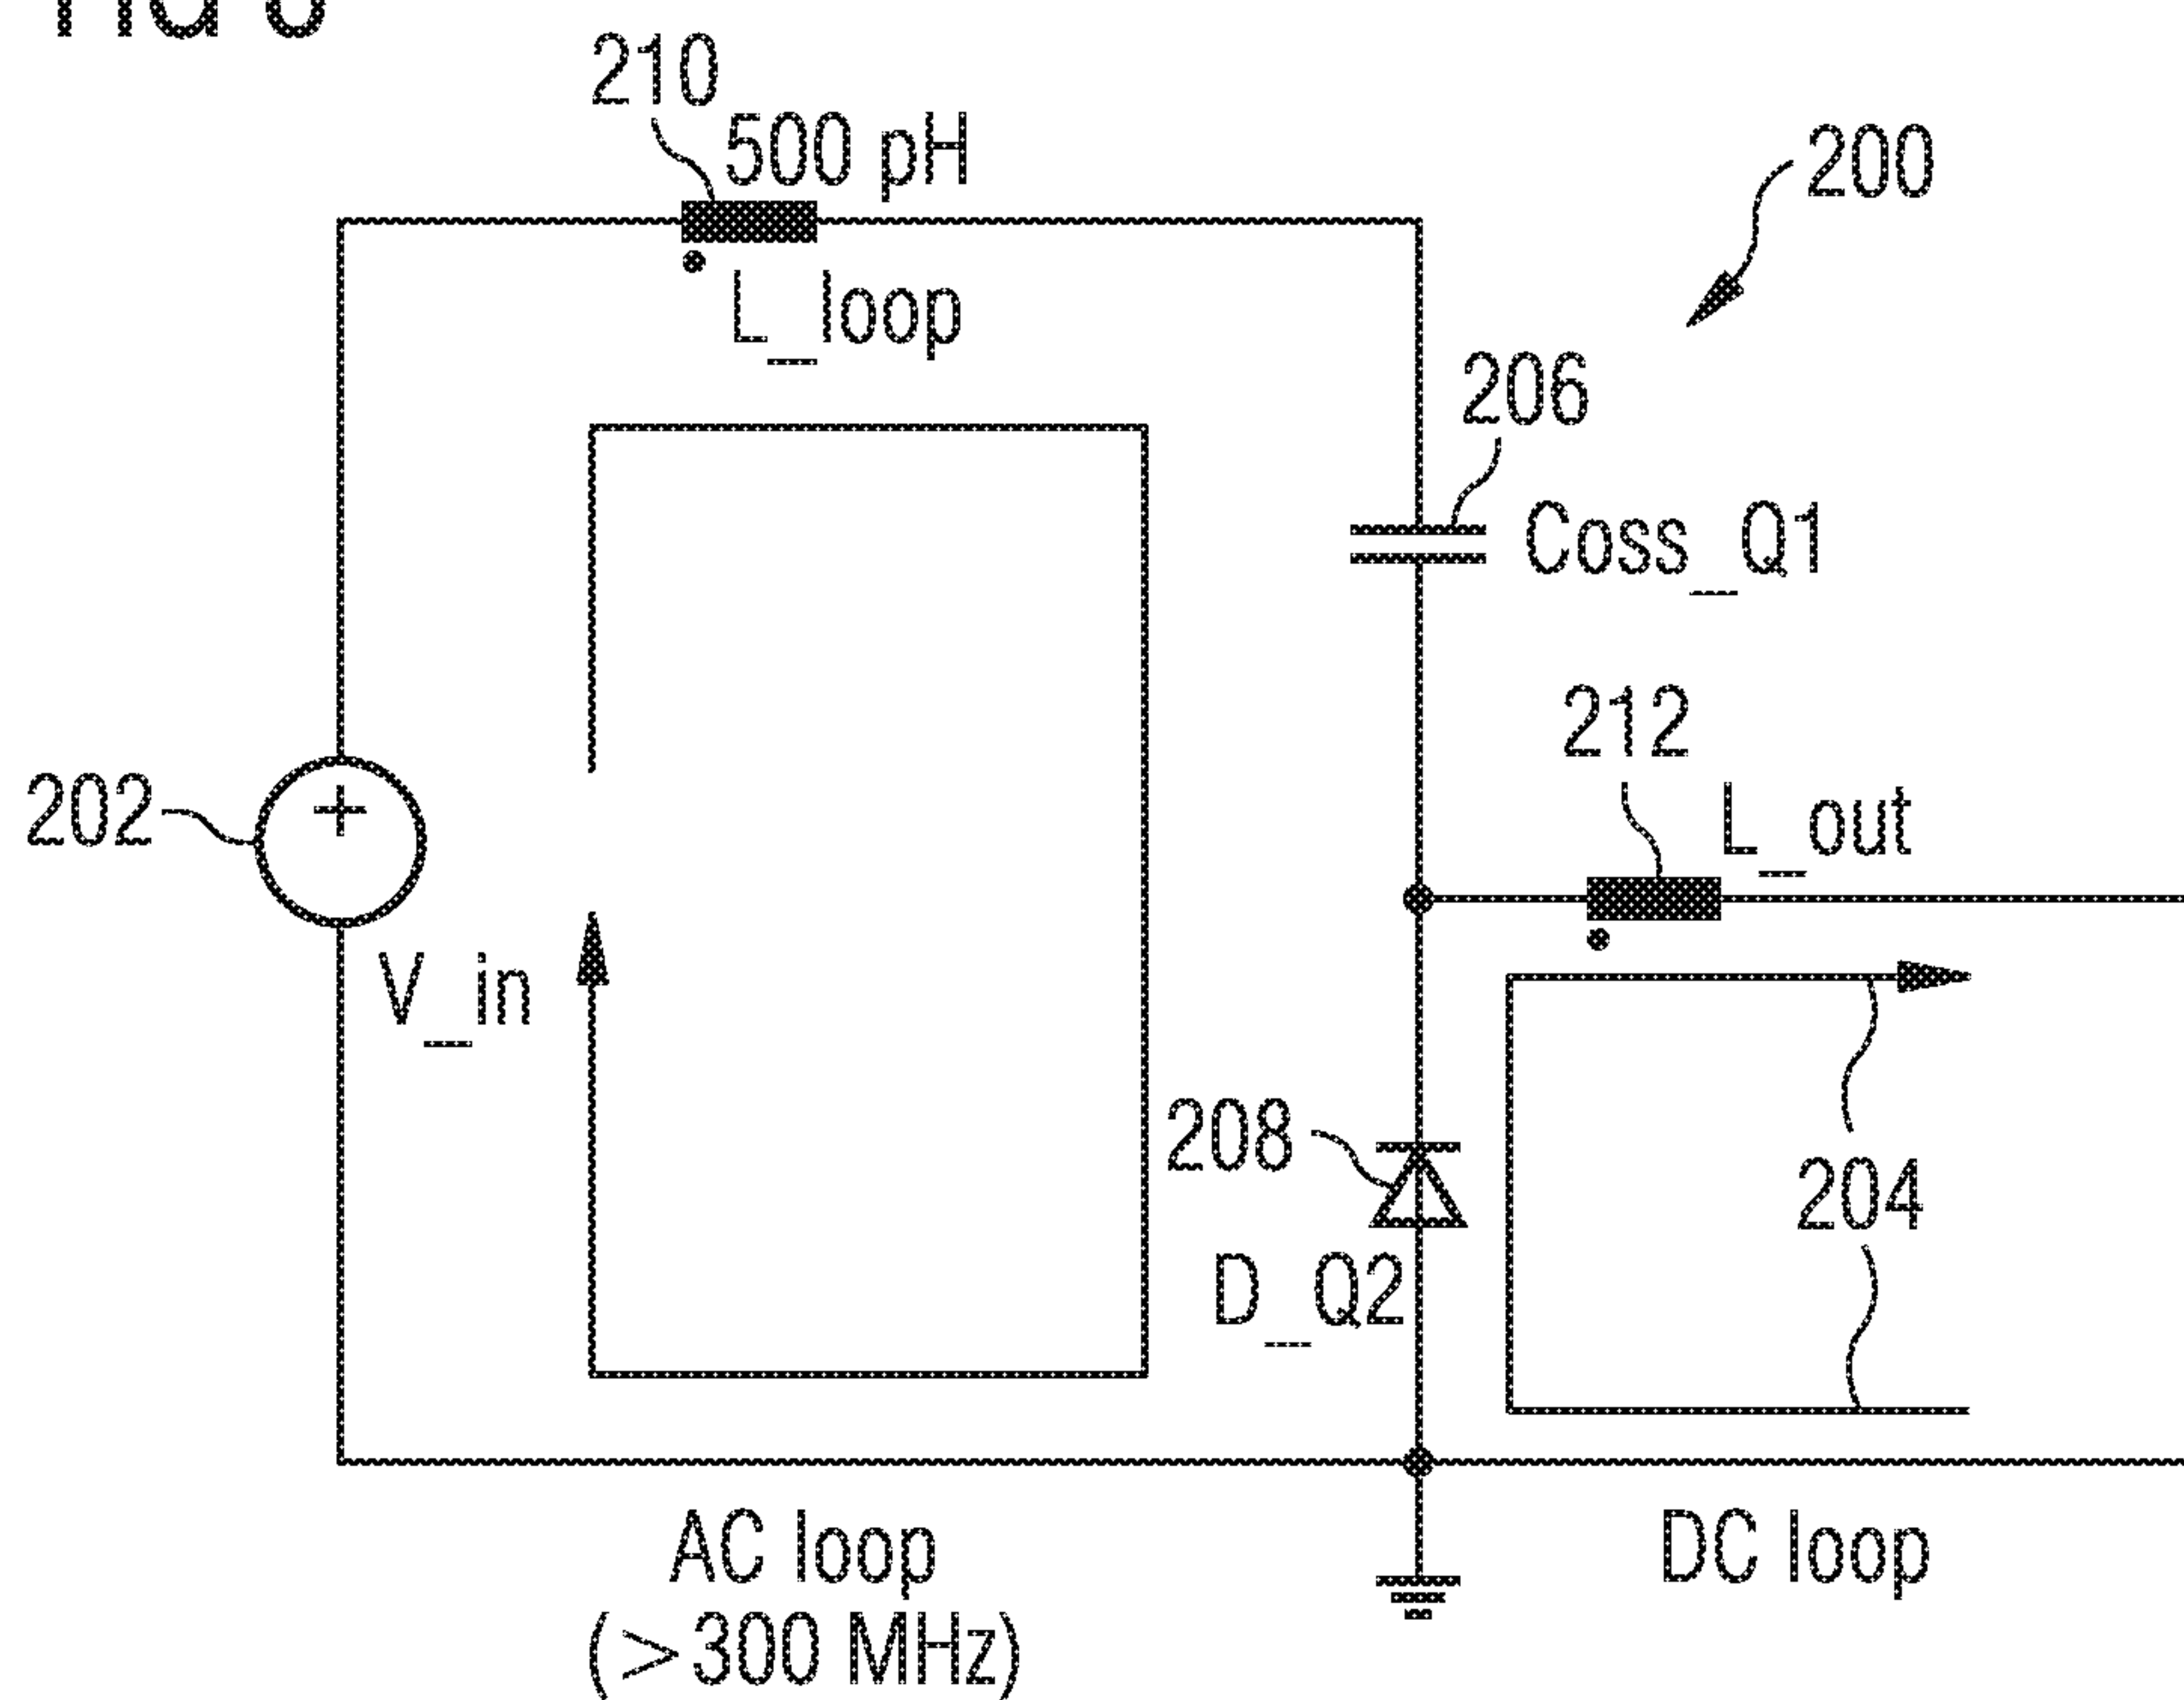 210
500 pH
200
L_loop
206
Coss_Q1
212
L_out
202
+
V_in
208
204
D_Q2
AC loop
(>300 MHz)
DC loop